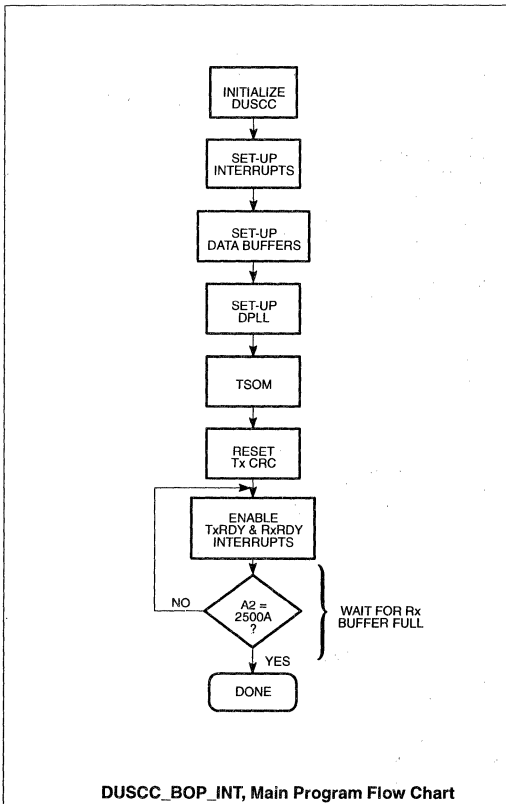 INITIALIZE
DUSCC
SET-UP
INTERRUPTS
SET-UP
DATA BUFFERS
SET-UP
DPLL
TSOM
RESET
Tx CRC
ENABLE
TxRDY & RxRDY
INTERRUPTS
A2 =
2500A
?
NO
WAIT FOR Rx
BUFFER FULL
YES
DONE
DUSCC_BOP_INT, Main Program Flow Chart